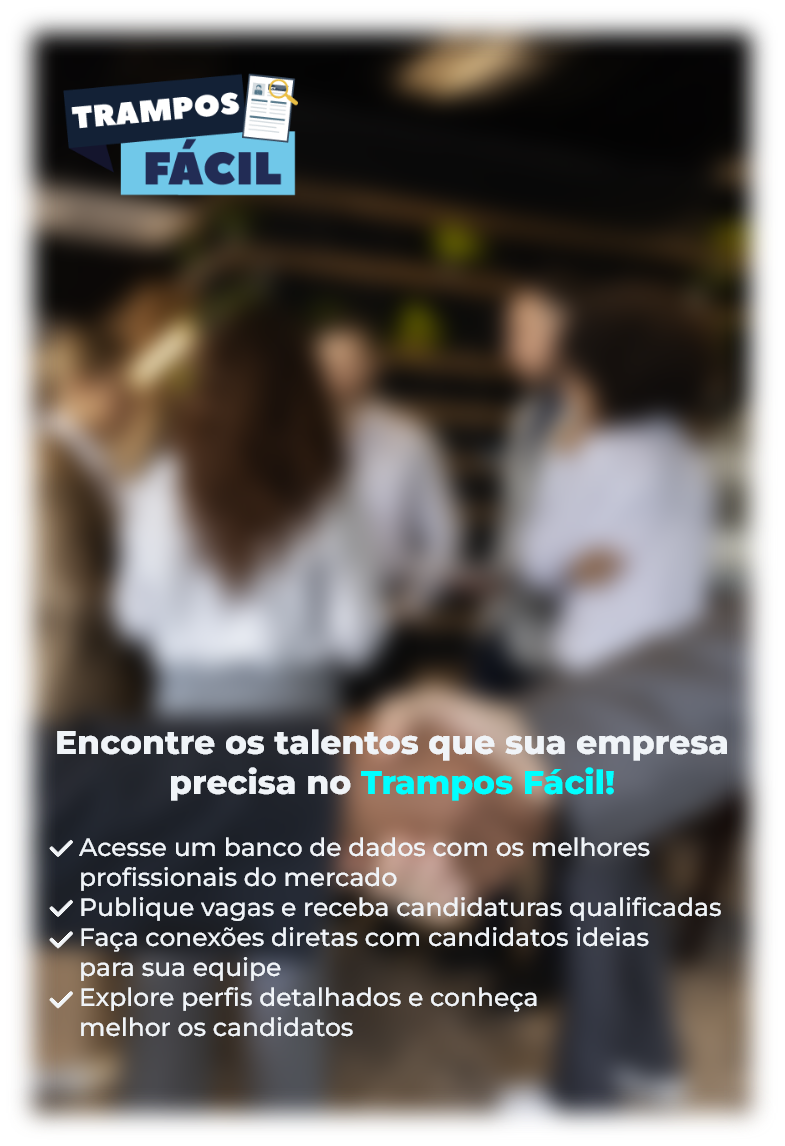 TRAMPOS
FÁCIL
Encontre os talentos que sua empresa
precisa no Trampos Fácil!
Acesse um banco de dados com os melhores
profissionais do mercado
Publique vagas e receba candidaturas qualificadas
Faça conexões diretas com candidatos ideias
para sua equipe
Explore perfis detalhados e conheça
melhor os candidatos